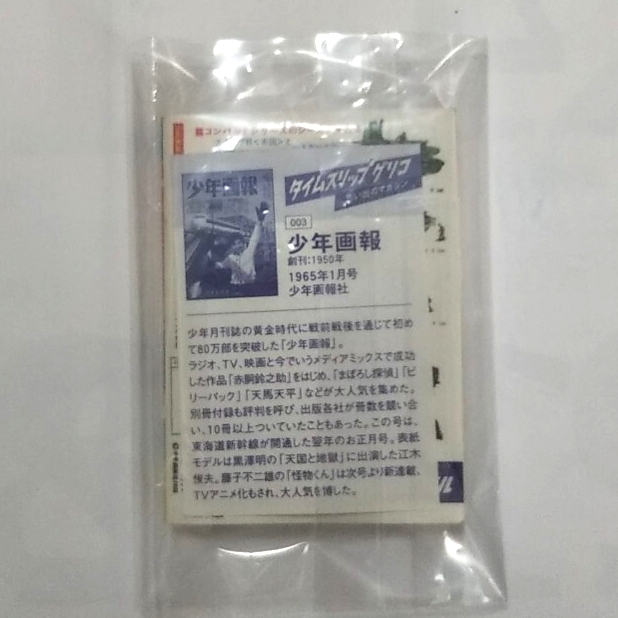 少年画報
タイムスリップグリコ
思い出のマガジン
003
少年画報
創刊：1950年
1965年1月号
少年画報社
少年月刊誌の黄金時代に戦前戦後を通じて初め
て80万部を突破した「少年画報」。
ラジオ、TV、映画と今でいうメディアミックスで成功
した作品「赤胴鈴之助」をはじめ、「まぼろし探偵」「ビ
リーパック」「天馬天平」などが大人気を集めた。
別冊付録も評判を呼び、出版各社が冊数を競い合
い、10冊以上ついていたこともあった。この号は、
東海道新幹線が開通した翌年のお正月号。表紙
モデルは黒澤明の「天国と地獄」に出演した江木
俊夫。藤子不二雄の「怪物くん」は次号より新連載、
TVアニメ化もされ、大人気を博した。